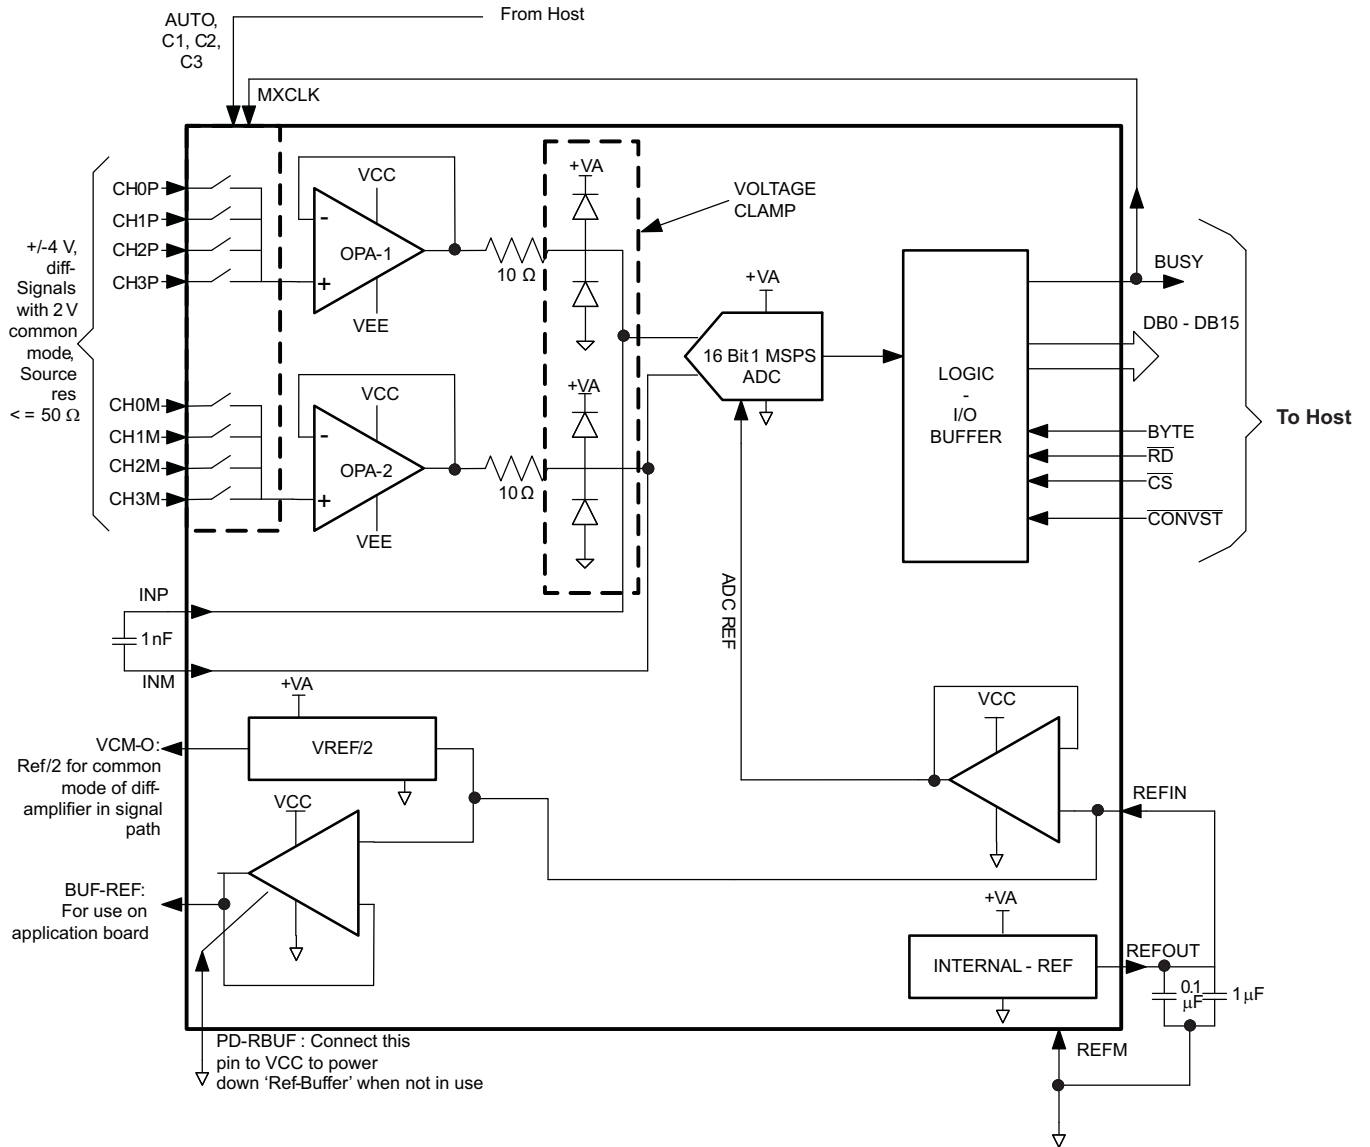 From Host
AUTO,
C1, C2,
C3
MXCLK
CH0P
CH1P
CH2P
CH3P
+/-4 V,
diff-
Signals
with 2 V
common
mode,
Source
res
< = 50 Ω
CH0M
CH1M
CH2M
CH3M
VCC
-
OPA-1
+
VEE
10 Ω
VCC
-
OPA-2
+
VEE
10 Ω
+VA
+VA
VOLTAGE
CLAMP
+VA
16 Bit 1 MSPS
ADC
LOGIC
-
I/O
BUFFER
BUSY
DB0 - DB15
BYTE
RD
CS
CONVST
To Host
INP
1 nF
INM
ADC REF
+VA
VREF/2
VCM-O:
Ref/2 for common
mode of diff-
amplifier in signal
path
VCC
BUF-REF:
For use on
application board
VCC
REFIN
+VA
INTERNAL - REF
REFOUT
0.1
μF
1 μF
REFM
PD-RBUF : Connect this
pin to VCC to power
down ‘Ref-Buffer’ when not in use